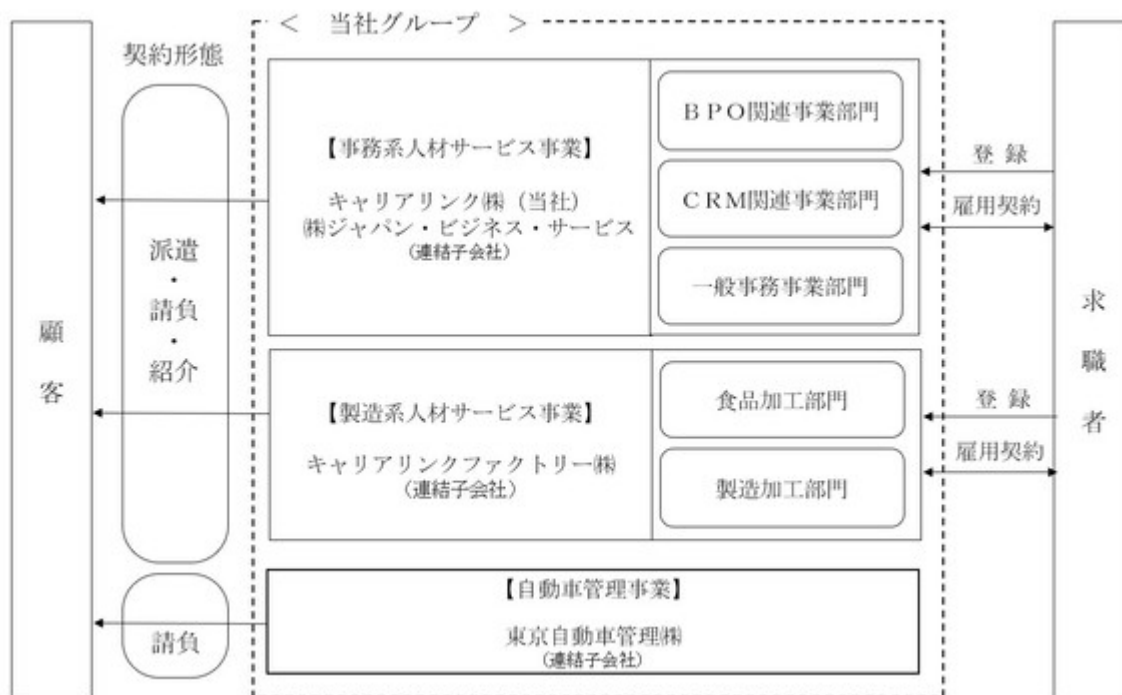 ＜ 当社グループ ＞
契約形態
顧客
派遣・請負・紹介
【事務系人材サービス事業】
キャリアリンク㈱（当社）
㈱ジャパン・ビジネス・サービス
（連結子会社）
ＢＰＯ関連事業部門
ＣＲＭ関連事業部門
一般事務事業部門
登録
雇用契約
求職者
【製造系人材サービス事業】
キャリアリンクファクトリー㈱
（連結子会社）
食品加工部門
製造加工部門
登録
雇用契約
請負
【自動車管理事業】
東京自動車管理㈱
（連結子会社）